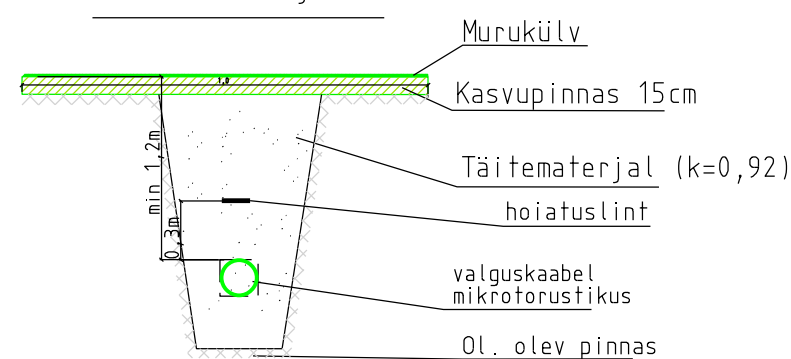 Murukülv
1,0
Kasvupinnas 15cm
Täitematerjal (k=0,92)
min 1,2m
hoiatuslint
0,3m
valguskaabel
mikrotorustikus
Ol. olev pinnas